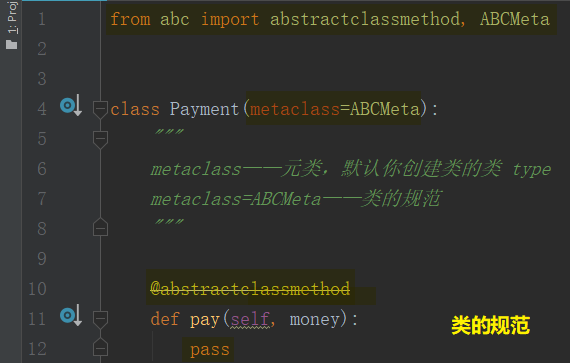 1: Proj
1 from abc import abstractclassmethod, ABCMeta
2
3
4 class Payment(metaclass=ABCMeta):
5 """
6 metaclass——元类，默认你创建类的类 type
7 metaclass=ABCMeta——类的规范
8 """
9
10 @abstractclassmethod
11 def pay(self, money):
类的规范
12 pass